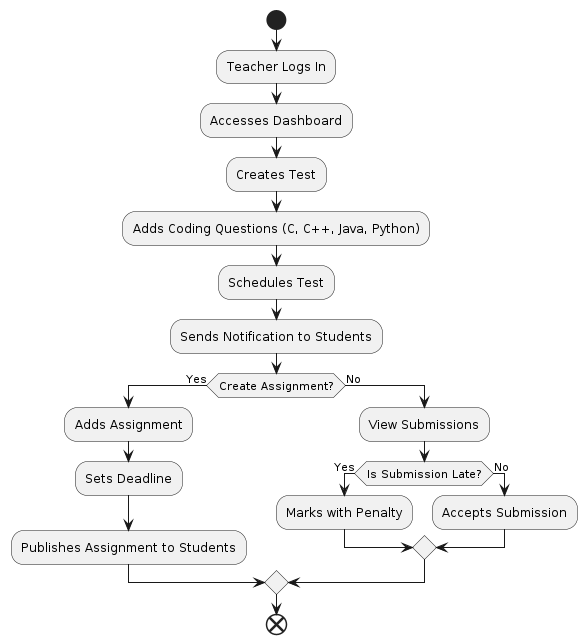 Teacher Logs In
Accesses Dashboard
Creates Test
Adds Coding Questions (C, C++, Java, Python)
Schedules Test
Sends Notification to Students
Yes
Create Assignment?
No
Adds Assignment
View Submissions
Sets Deadline
Yes
Is Submission Late?
No
Publishes Assignment to Students
Marks with Penalty
Accepts Submission